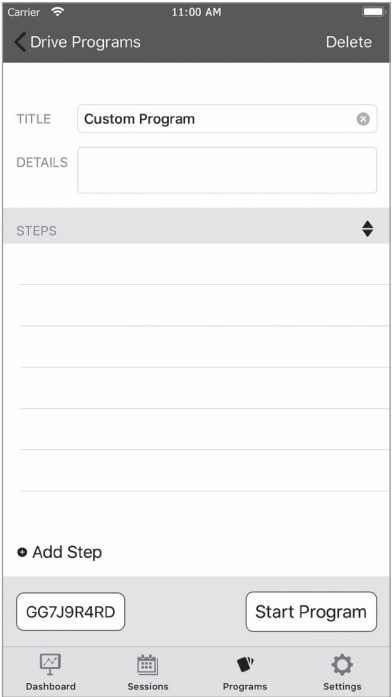 Carrier 11:00 AM
Drive Programs Delete
TITLE Custom Program
DETAILS
STEPS
Add Step
GG7J9R4RD Start Program
Dashboard Sessions Programs Settings